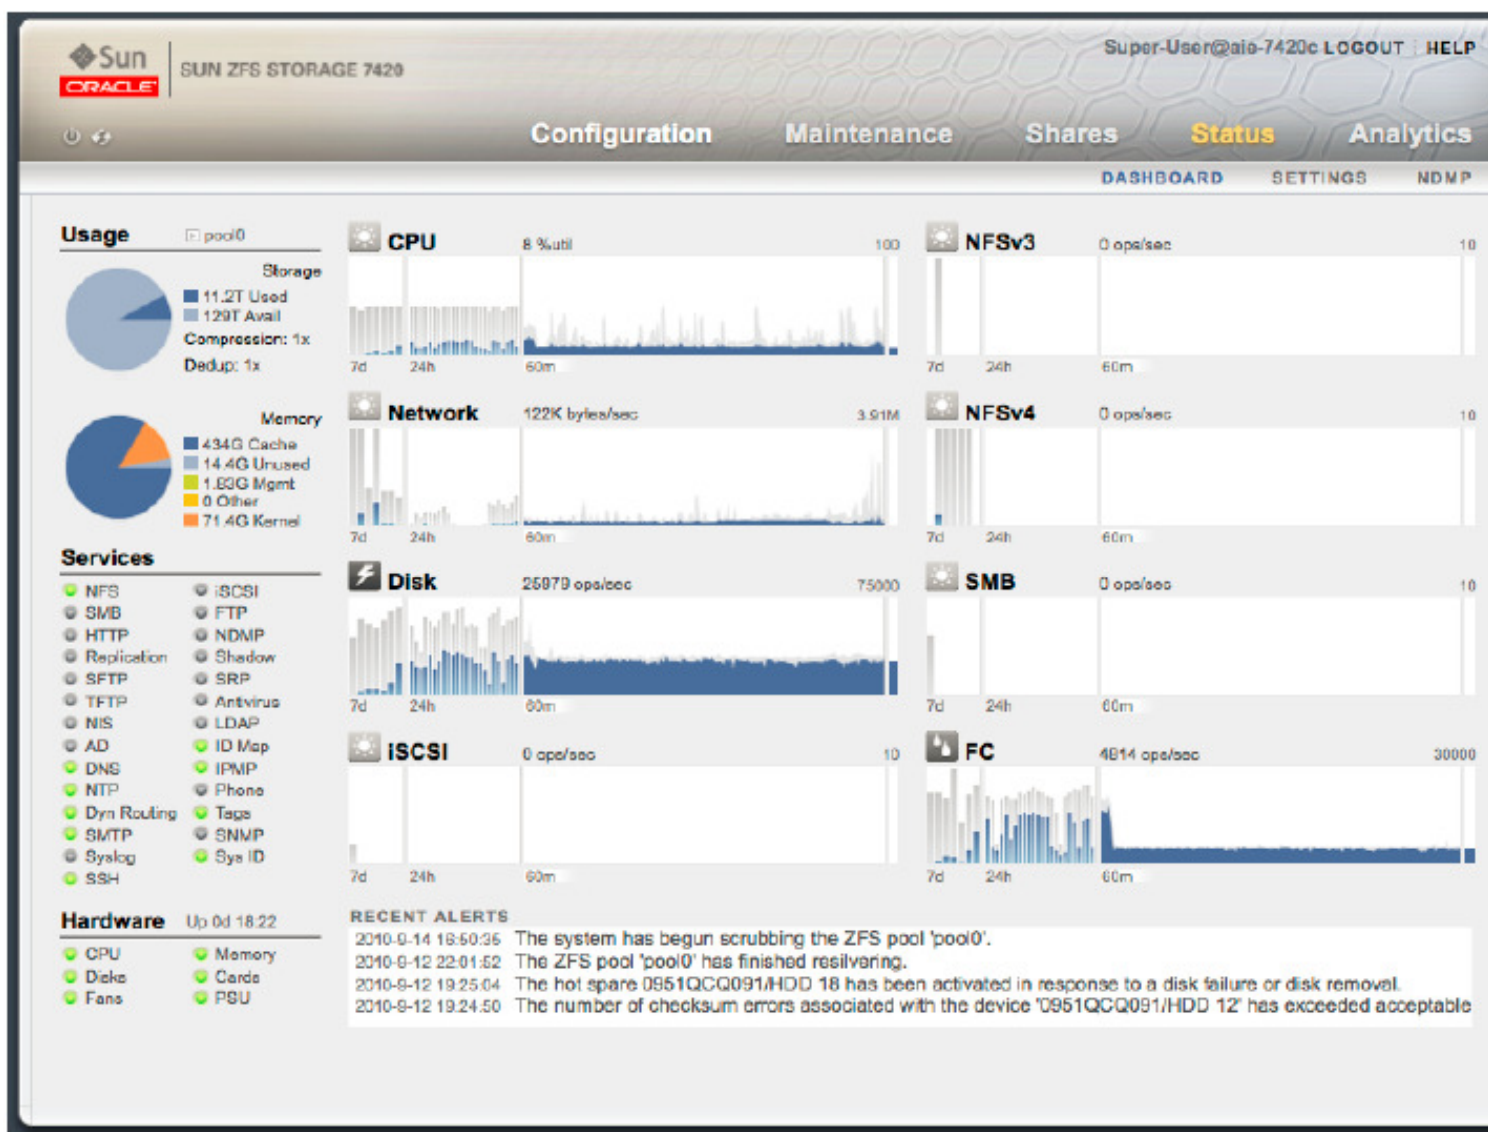 Sun
ORACLE
SUN ZFS STORAGE 7420
Super-User@aie-7420c LOGOUT HELP
Configuration Maintenance Shares Status Analytics
DASHBOARD SETTINGS NDMP
Usage pool0
Storage
11.2T Used
129T Avail
Compression: 1x
Dedup: 1x
Memory
434G Cache
14.4G Unused
1.83G Mgmt
0 Other
71.4G Kernel
Services
NFS iSCSI
SMB FTP
HTTP NDMP
Replication Shadow
SFTP SRP
TFTP Antivirus
NIS LDAP
AD ID Map
DNS IPMP
NTP Phone
Dyn Routing Tags
SMTP SNMP
Syslog Sys ID
SSH
Hardware Up 0d 18:22
CPU Memory
Disks Cards
Fans PSU
CPU 8 %util 100
7d 24h 60m
NFSv3 0 ops/sec 10
7d 24h 60m
Network 122K bytes/sec 3.91M
7d 24h 60m
NFSv4 0 ops/sec 10
7d 24h 60m
Disk 25979 ops/sec 75000
7d 24h 60m
SMB 0 ops/sec 10
7d 24h 60m
iSCSI 0 ops/sec 10
7d 24h 60m
FC 4814 ops/sec 30000
7d 24h 60m
RECENT ALERTS
2010-9-14 16:50:35 The system has begun scrubbing the ZFS pool 'pool0'.
2010-9-12 22:01:52 The ZFS pool 'pool0' has finished resilvering.
2010-9-12 19:25:04 The hot spare 0951QCQ091/HDD 18 has been activated in response to a disk failure or disk removal.
2010-9-12 19:24:50 The number of checksum errors associated with the device '0951QCQ091/HDD 12' has exceeded acceptable